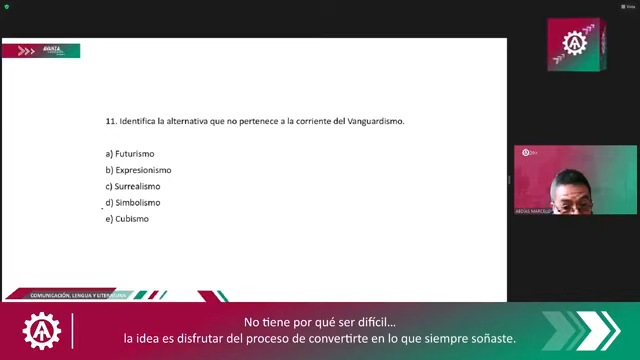 AVANZA
11. Identifica la alternativa que no pertenece a la corriente del Vanguardismo.
a) Futurismo
b) Expresionismo
c) Surrealismo
d) Simbolismo
e) Cubismo
COMUNICACIÓN, LENGUA Y LITERATURA
No tiene por qué ser difícil...
la idea es disfrutar del proceso de convertirte en lo que siempre soñaste.